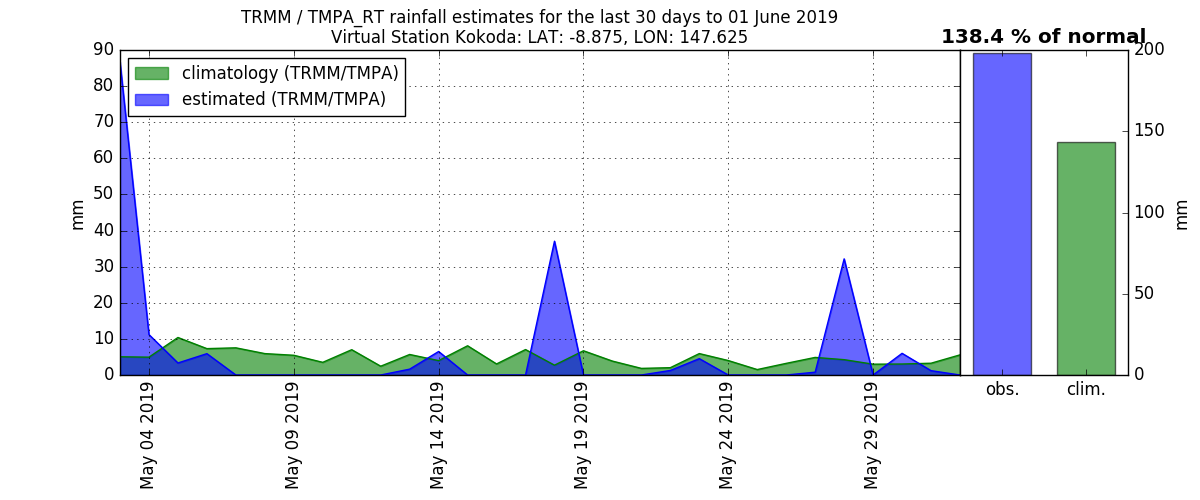 TRMM / TMPA_RT rainfall estimates for the last 30 days to 01 June 2019
Virtual Station Kokoda: LAT: -8.875, LON: 147.625
138.4 % of normal
climatology (TRMM/TMPA)
estimated (TRMM/TMPA)
90
80
70
60
50
40
30
20
10
0
mm
May 04 2019
May 09 2019
May 14 2019
May 19 2019
May 24 2019
May 29 2019
200
150
100
50
0
mm
obs.
clim.